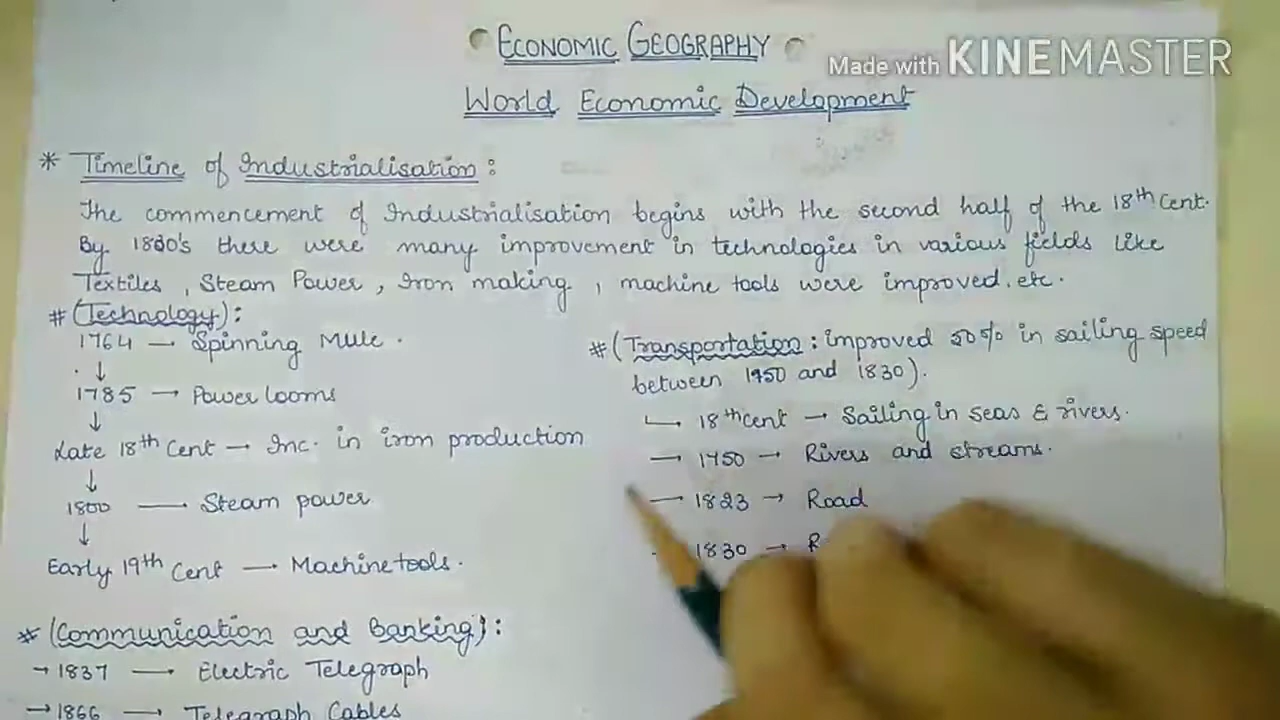 ECONOMIC GEOGRAPHY
Made with KINEMASTER
World Economic Development
* Timeline of Industrialisation :
The commencement of Industrialisation begins with the second half of the 18th Cent.
By 1800's there were many improvement in technologies in various fields like
Textiles , Steam Power , Iron making , machine tools were improved. etc.
# (Technology) :
1764 — Spinning Mule .
↓
1785 → Power looms
↓
Late 18th Cent → Inc. in iron production
↓
1800 — Steam power
↓
Early 19th Cent → Machine tools .
# (Transportation : improved 50% in sailing speed
between 1750 and 1830).
→ 18th Cent → Sailing in seas & rivers.
→ 1750 → Rivers and streams.
→ 1823 → Road
1830 →
* (Communication and Banking) :
→ 1837 — Electric Telegraph
→ 1866 — Telegraph Cables